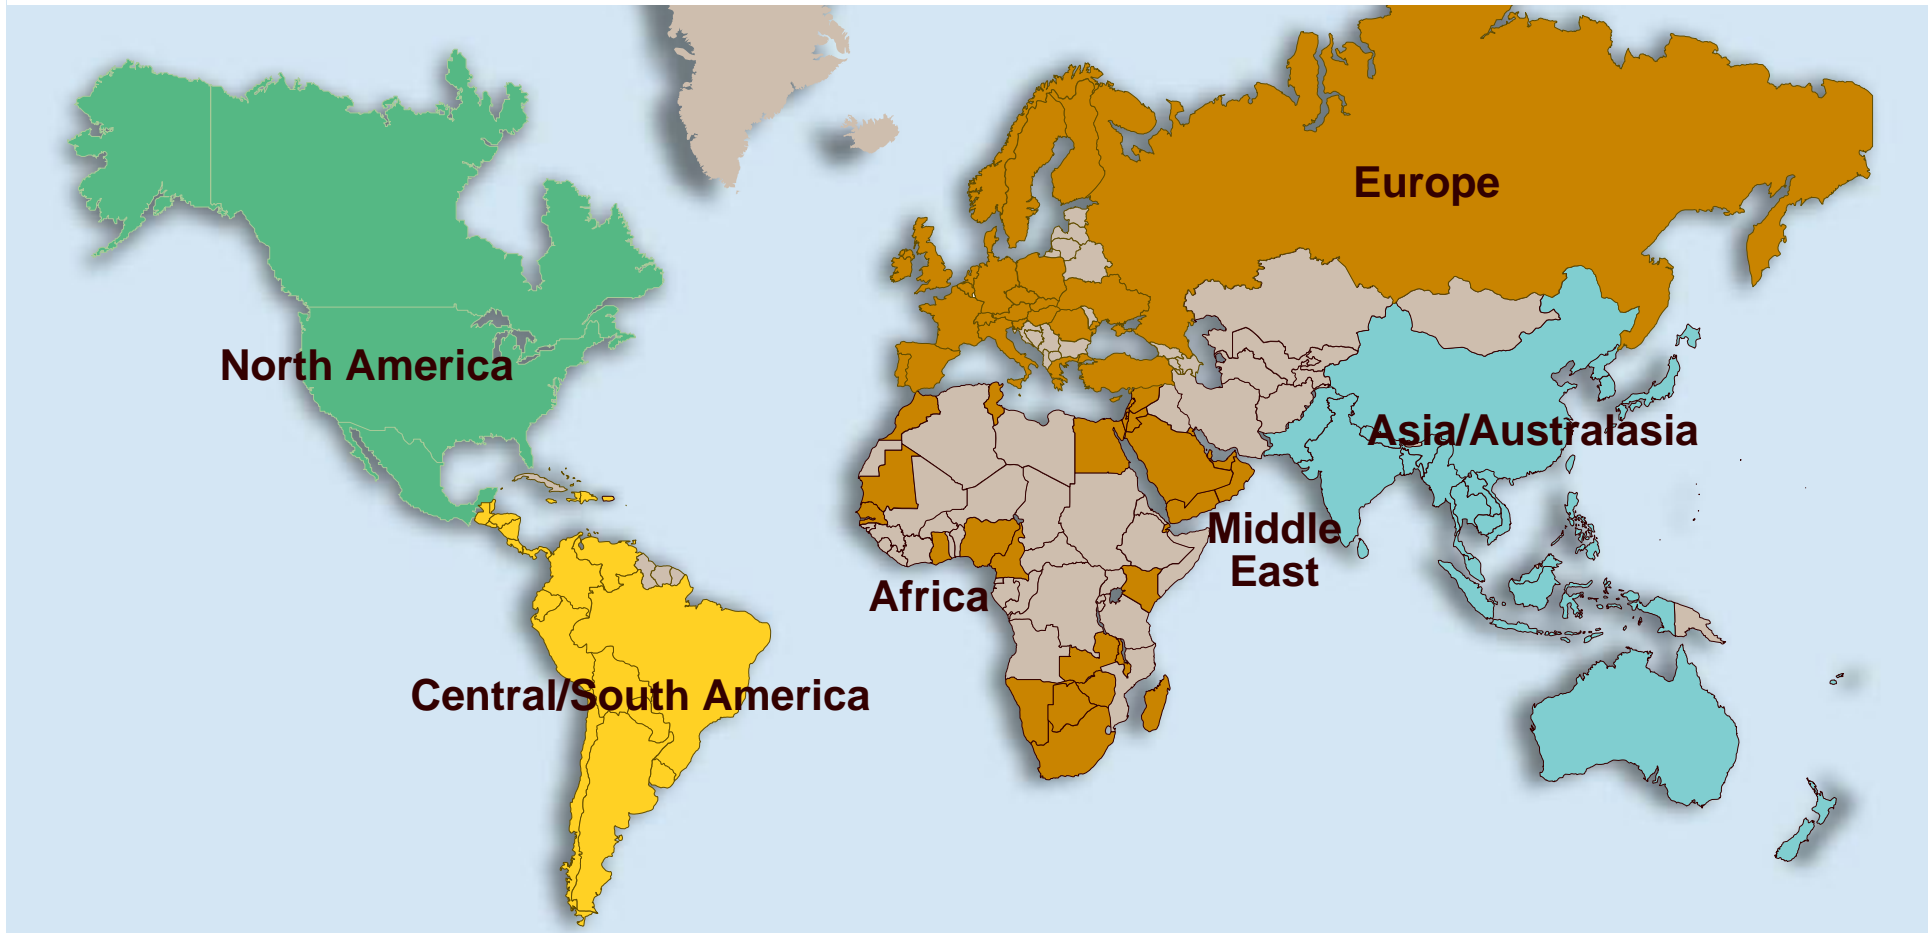 Europe
North America
Asia/Australasia
Middle
East
Africa
Central/South America